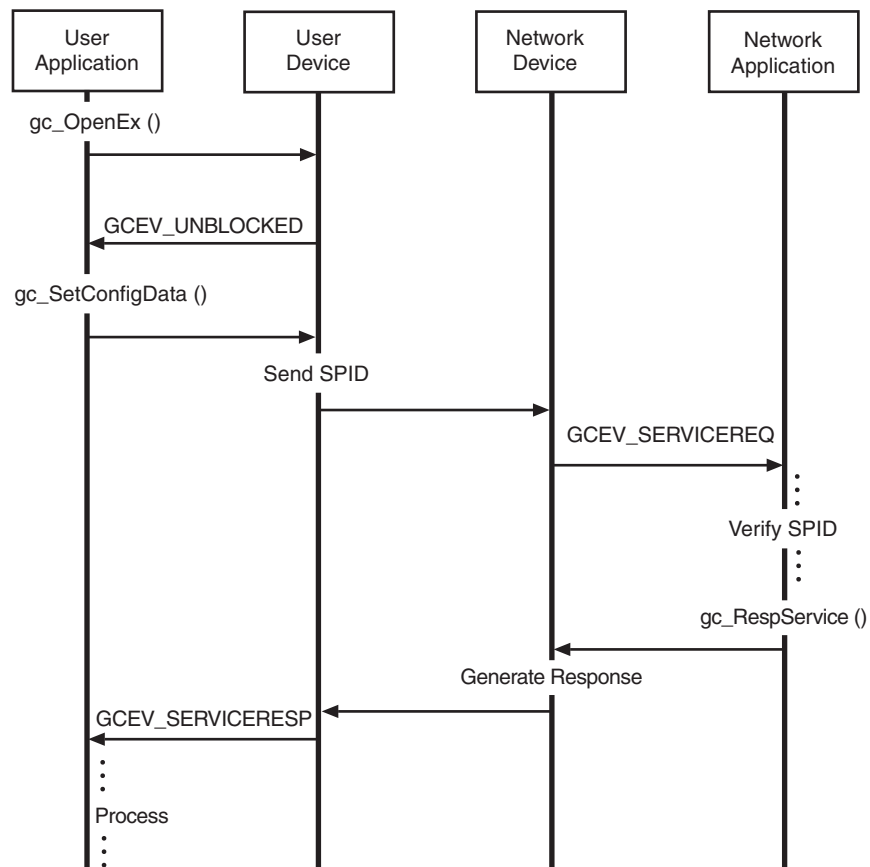 User
Application
User
Device
Network
Device
Network
Application
gc_OpenEx ()
GCEV_UNBLOCKED
gc_SetConfigData ()
Send SPID
GCEV_SERVICEREQ
Verify SPID
gc_RespService ()
Generate Response
GCEV_SERVICERESP
Process